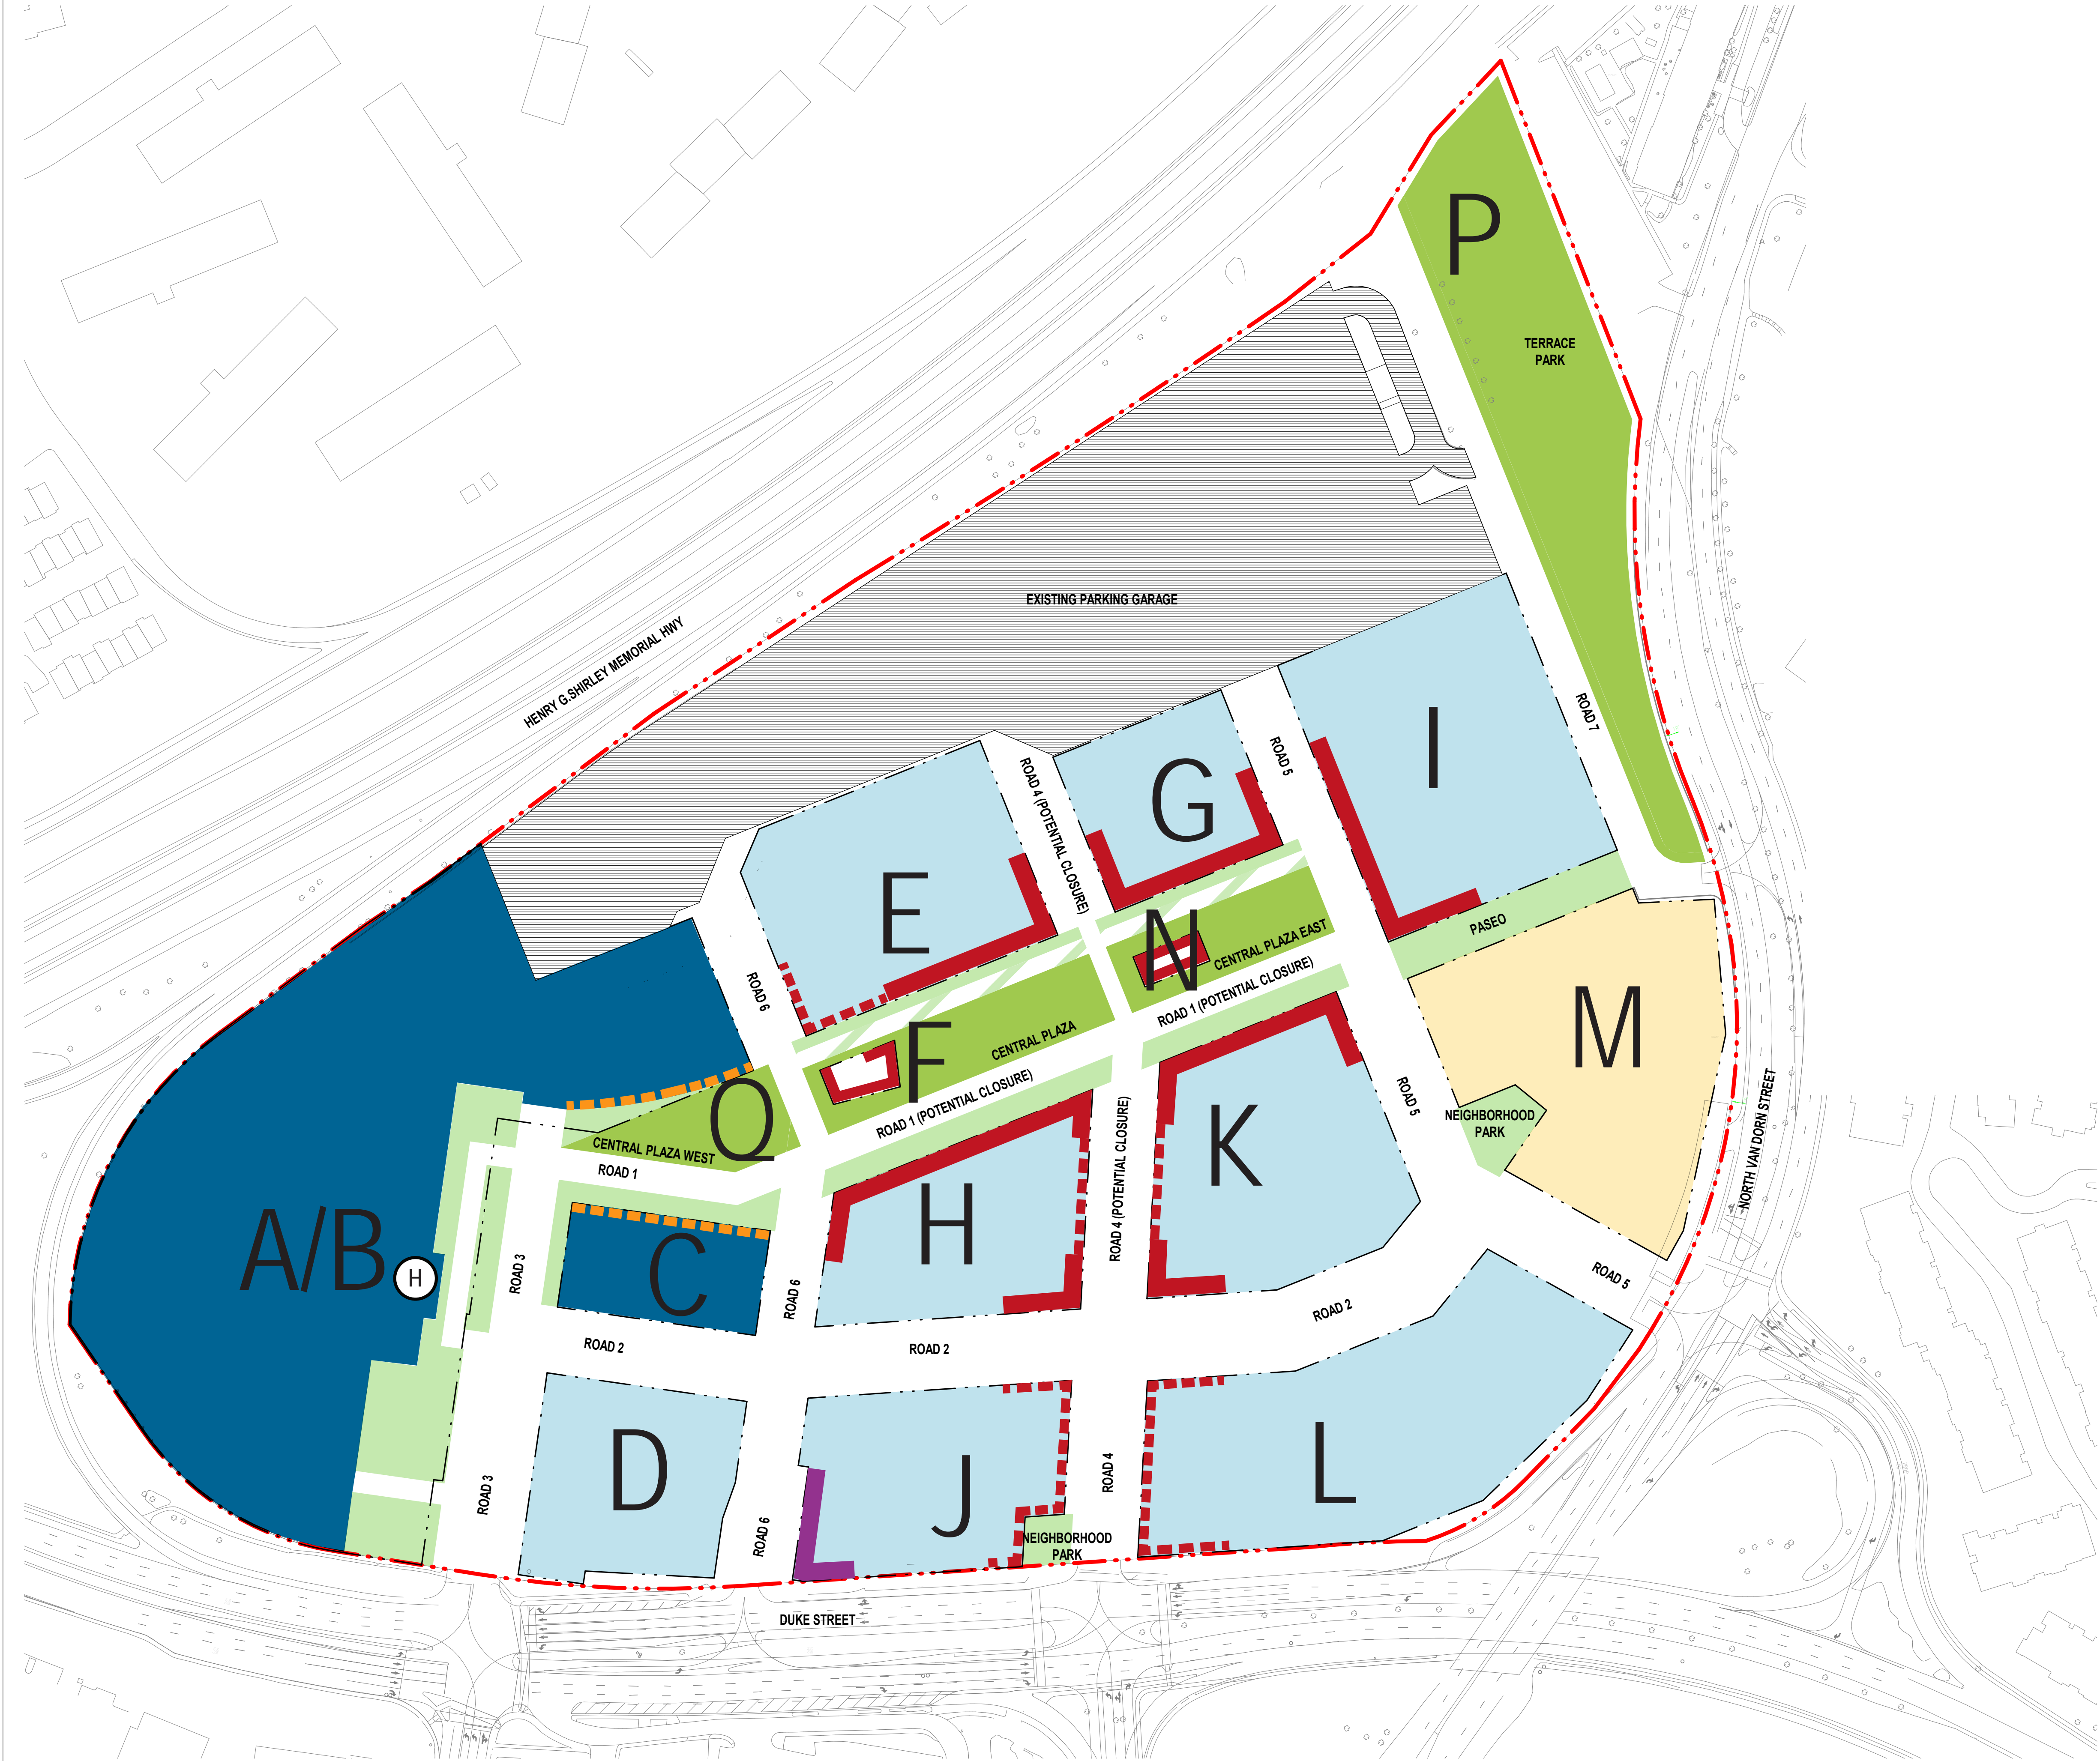 P
TERRACE
PARK
EXISTING PARKING GARAGE
HENRY G.SHIRLEY MEMORIAL HWY
ROAD 7
I
ROAD 5
G
ROAD 4 (POTENTIAL CLOSURE)
E
N
CENTRAL PLAZA EAST
PASEO
ROAD 6
ROAD 1 (POTENTIAL CLOSURE)
M
F
CENTRAL PLAZA
Q
ROAD 1 (POTENTIAL CLOSURE)
ROAD 5
NEIGHBORHOOD
PARK
NORTH VAN DORN STREET
CENTRAL PLAZA WEST
ROAD 1
K
ROAD 4 (POTENTIAL CLOSURE)
H
A/B
H
ROAD 3
C
ROAD 6
ROAD 5
ROAD 2
ROAD 2
ROAD 2
D
ROAD 3
J
ROAD 4
L
ROAD 6
NEIGHBORHOOD
PARK
DUKE STREET